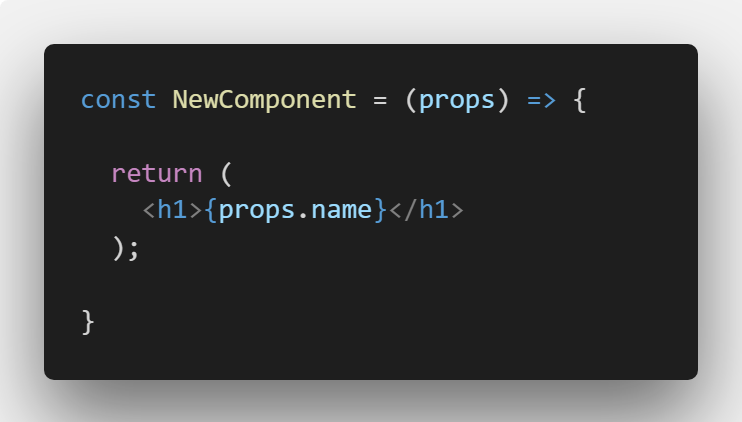 const NewComponent = (props) => {
return (
<h1>{props.name}</h1>
);
}